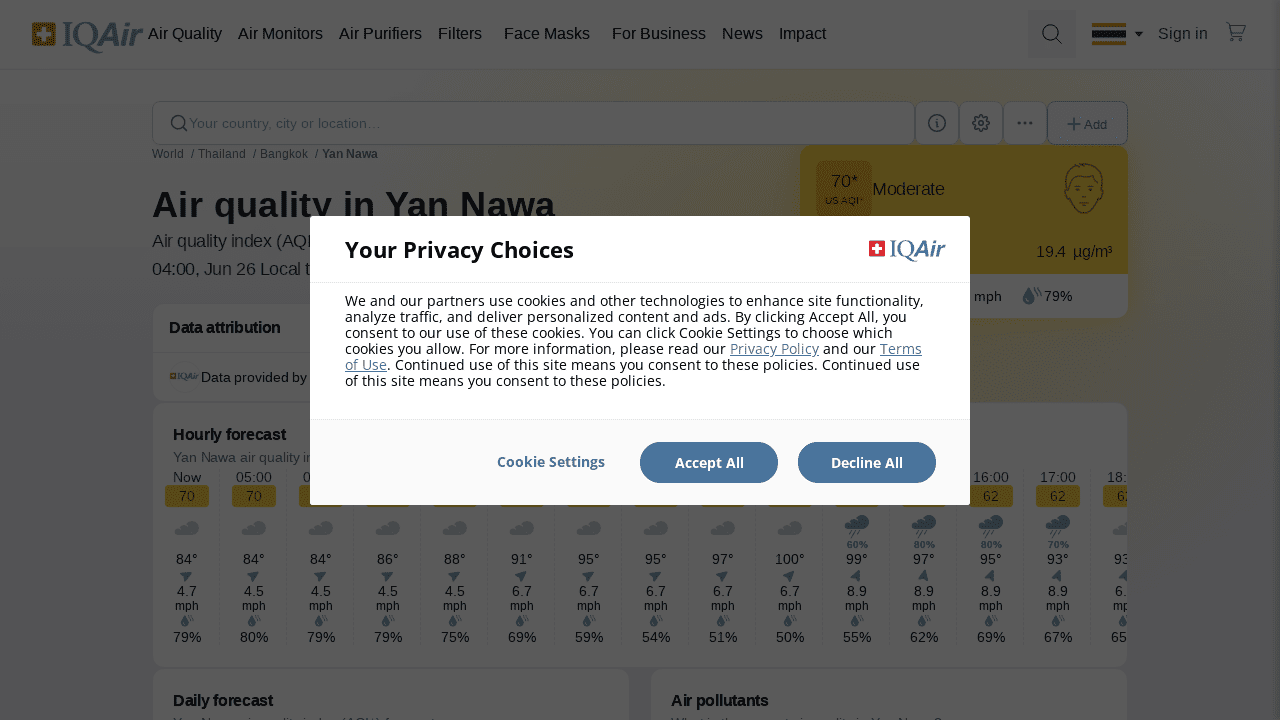 IQAir
Air Quality
Air Monitors
Air Purifiers
Filters
Face Masks
For Business
News
Impact
Sign in
Your country, city or location...
Add
World / Thailand / Bangkok / Yan Nawa
Air quality in Yan Nawa
Air quality index (AQI
04:00, Jun 26 Local t
70*
US AQI⁺
Moderate
19.4 µg/m³
mph
79%
Your Privacy Choices
IQAir
We and our partners use cookies and other technologies to enhance site functionality,
analyze traffic, and deliver personalized content and ads. By clicking Accept All, you
consent to our use of these cookies. You can click Cookie Settings to choose which
cookies you allow. For more information, please read our Privacy Policy and our Terms
of Use. Continued use of this site means you consent to these policies. Continued use
of this site means you consent to these policies.
Cookie Settings
Accept All
Decline All
Data attribution
IQAir
Data provided by
Hourly forecast
Yan Nawa air quality in
Now 05:00 16:00 17:00 18:
70 70 62 62
60% 80% 80% 70%
84° 84° 84° 86° 88° 91° 95° 95° 97° 100° 99° 97° 95° 93° 93
4.7 4.5 4.5 4.5 4.5 6.7 6.7 6.7 6.7 6.7 8.9 8.9 8.9 8.9 6.
mph mph mph mph mph mph mph mph mph mph mph mph mph mph mph
79% 80% 79% 79% 75% 69% 59% 54% 51% 50% 55% 62% 69% 67% 65
Daily forecast
Air pollutants